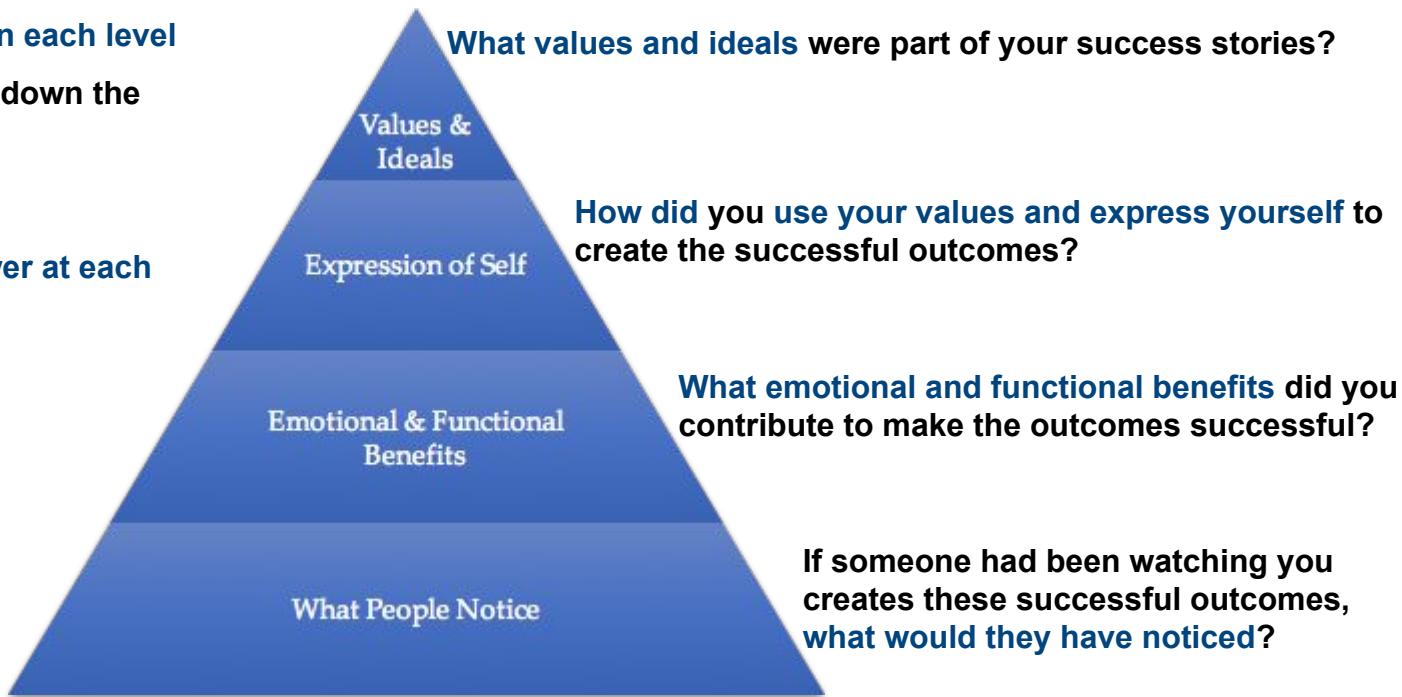 n each level
down the
er at each
What values and ideals were part of your success stories?
Values &
Ideals
How did you use your values and express yourself to
create the successful outcomes?
Expression of Self
What emotional and functional benefits did you
contribute to make the outcomes successful?
Emotional & Functional
Benefits
If someone had been watching you
creates these successful outcomes,
what would they have noticed?
What People Notice